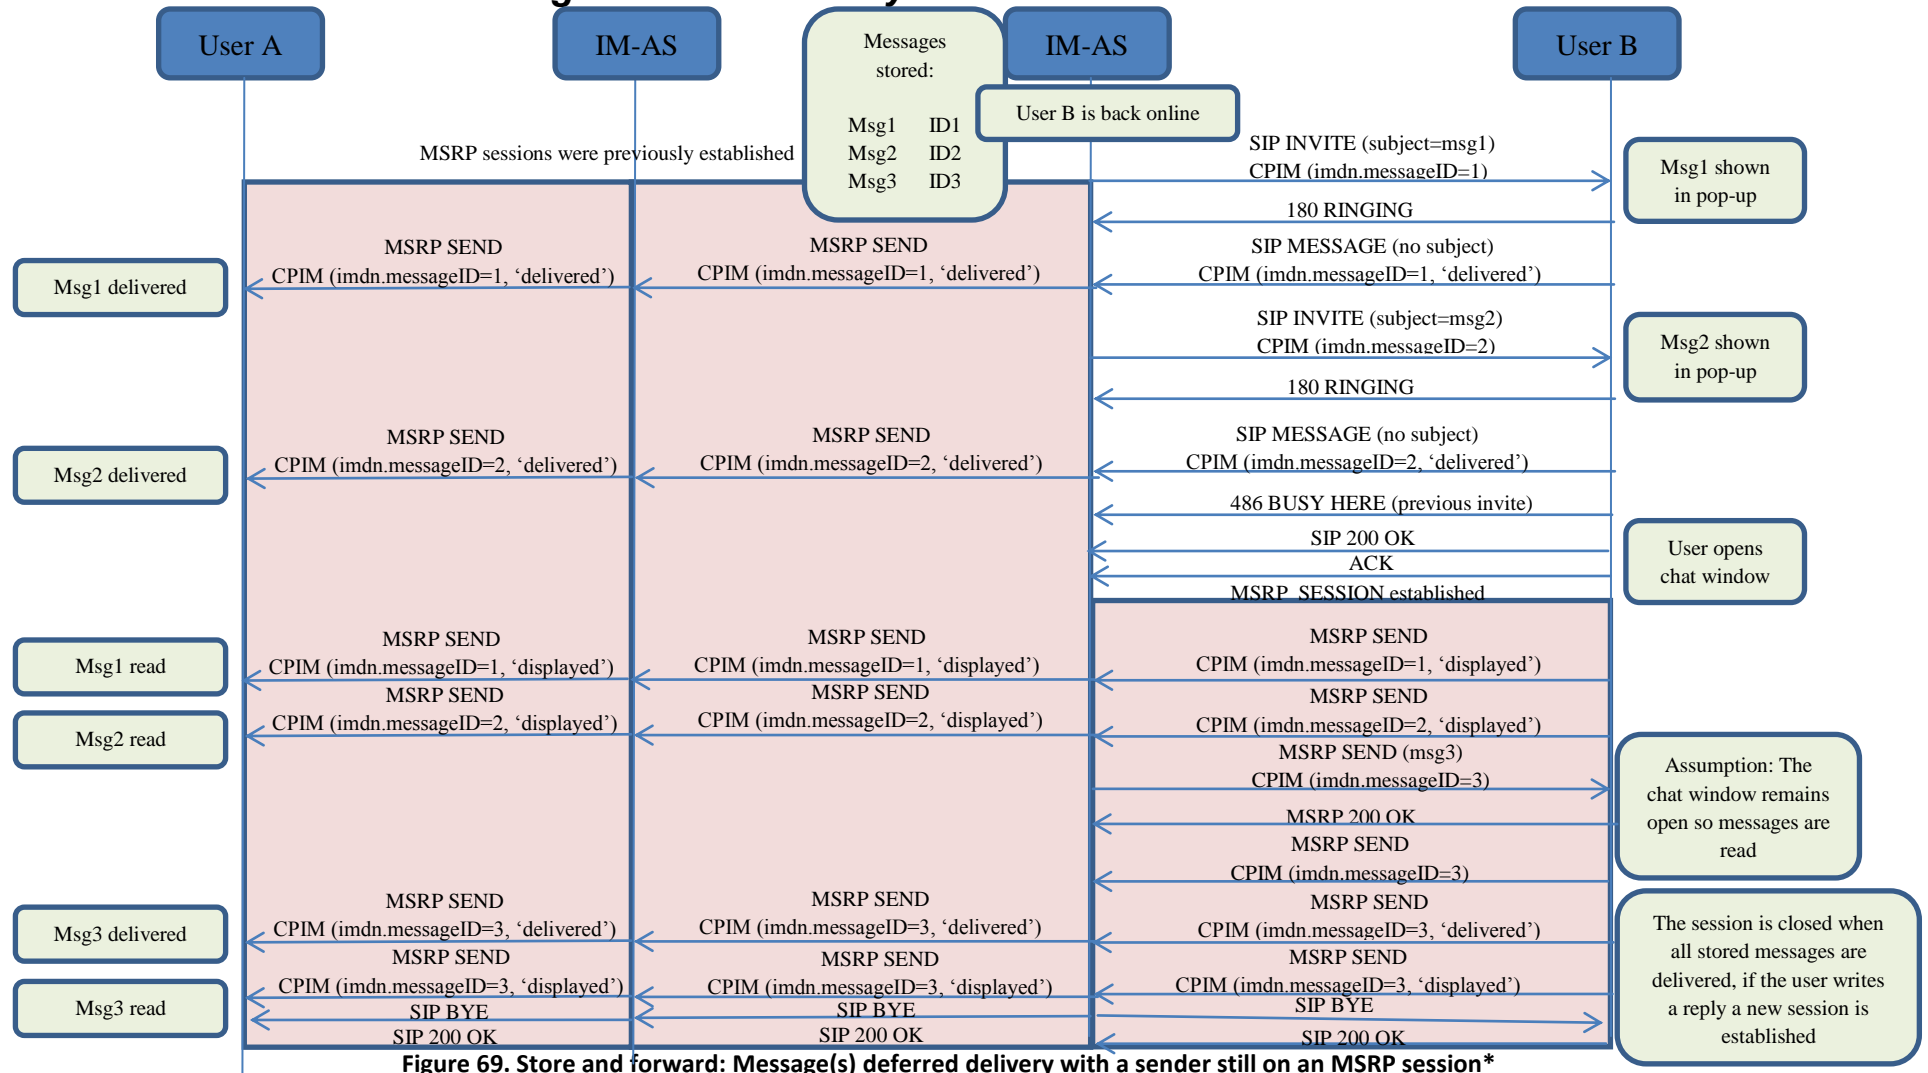 User A
IM-AS
Messages
stored:
Msg1 ID1
Msg2 ID2
Msg3 ID3
IM-AS
User B
User B is back online
MSRP sessions were previously established
SIP INVITE (subject=msg1)
CPIM (imdn.messageID=1)
Msg1 shown
in pop-up
180 RINGING
MSRP SEND
CPIM (imdn.messageID=1, ‘delivered’)
MSRP SEND
CPIM (imdn.messageID=1, ‘delivered’)
SIP MESSAGE (no subject)
CPIM (imdn.messageID=1, ‘delivered’)
Msg1 delivered
SIP INVITE (subject=msg2)
CPIM (imdn.messageID=2)
Msg2 shown
in pop-up
180 RINGING
MSRP SEND
CPIM (imdn.messageID=2, ‘delivered’)
MSRP SEND
CPIM (imdn.messageID=2, ‘delivered’)
SIP MESSAGE (no subject)
CPIM (imdn.messageID=2, ‘delivered’)
Msg2 delivered
486 BUSY HERE (previous invite)
SIP 200 OK
ACK
User opens
chat window
MSRP SESSION established
MSRP SEND
CPIM (imdn.messageID=1, ‘displayed’)
MSRP SEND
CPIM (imdn.messageID=1, ‘displayed’)
MSRP SEND
CPIM (imdn.messageID=1, ‘displayed’)
Msg1 read
MSRP SEND
CPIM (imdn.messageID=2, ‘displayed’)
MSRP SEND
CPIM (imdn.messageID=2, ‘displayed’)
MSRP SEND
CPIM (imdn.messageID=2, ‘displayed’)
Msg2 read
MSRP SEND (msg3)
CPIM (imdn.messageID=3)
Assumption: The
chat window remains
open so messages are
read
MSRP 200 OK
MSRP SEND
CPIM (imdn.messageID=3)
MSRP SEND
CPIM (imdn.messageID=3, ‘delivered’)
MSRP SEND
CPIM (imdn.messageID=3, ‘delivered’)
MSRP SEND
CPIM (imdn.messageID=3, ‘delivered’)
Msg3 delivered
MSRP SEND
CPIM (imdn.messageID=3, ‘displayed’)
MSRP SEND
CPIM (imdn.messageID=3, ‘displayed’)
MSRP SEND
CPIM (imdn.messageID=3, ‘displayed’)
Msg3 read
The session is closed when
all stored messages are
delivered, if the user writes
a reply a new session is
established
SIP BYE
SIP BYE
SIP BYE
SIP 200 OK
SIP 200 OK
SIP 200 OK
Figure 69. Store and forward: Message(s) deferred delivery with a sender still on an MSRP session*